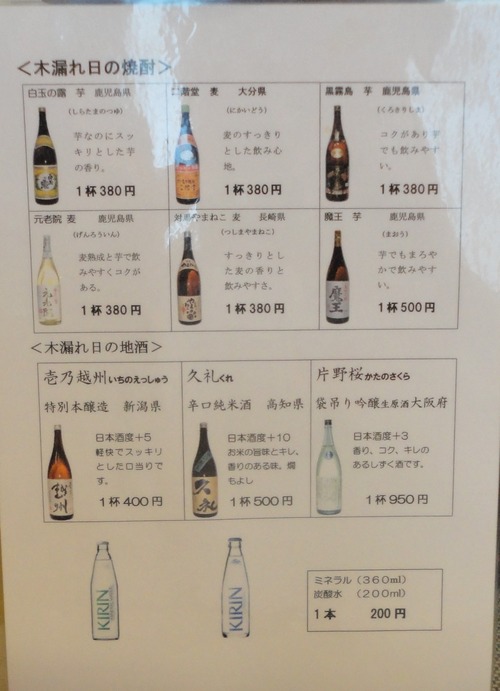 ＜木漏れ日の焼酎＞
白玉の露　芋　鹿児島県
(しらたまのつゆ)
芋なのにスッ
キリとした芋
の香り。
1杯380円
二階堂　麦　大分県
(にかいどう)
麦のすっきり
とした飲み心
地。
1杯380円
黒霧島　芋　鹿児島県
(くろきりしま)
コクがあり芋
でも飲みやす
い。
1杯380円
元老院　麦　鹿児島県
(げんろういん)
麦熟成と芋で飲
みやすくコクが
ある。
1杯380円
対馬やまねこ　麦　長崎県
(つしまやまねこ)
すっきりとし
た麦の香りと
飲みやすさ。
1杯380円
魔王　芋　鹿児島県
(まおう)
芋でもまろや
かで飲みやす
い。
1杯500円
＜木漏れ日の地酒＞
壱乃越州いちのえっしゅう
特別本醸造　新潟県
日本酒度+5
軽快でスッキリ
とした口当りで
す。
越州
1杯400円
久礼くれ
辛口純米酒　高知県
日本酒度+10
お米の旨味とキレ。
香りのある味。燗
もよし
久礼
1杯500円
片野桜かたのさくら
袋吊り吟醸生原酒大阪府
日本酒度+3
香り、コク、キレの
あるしずく酒です。
1杯950円
KIRIN
KIRIN
ミネラル（360ml）
炭酸水　（200ml）
1本　200円
魔王